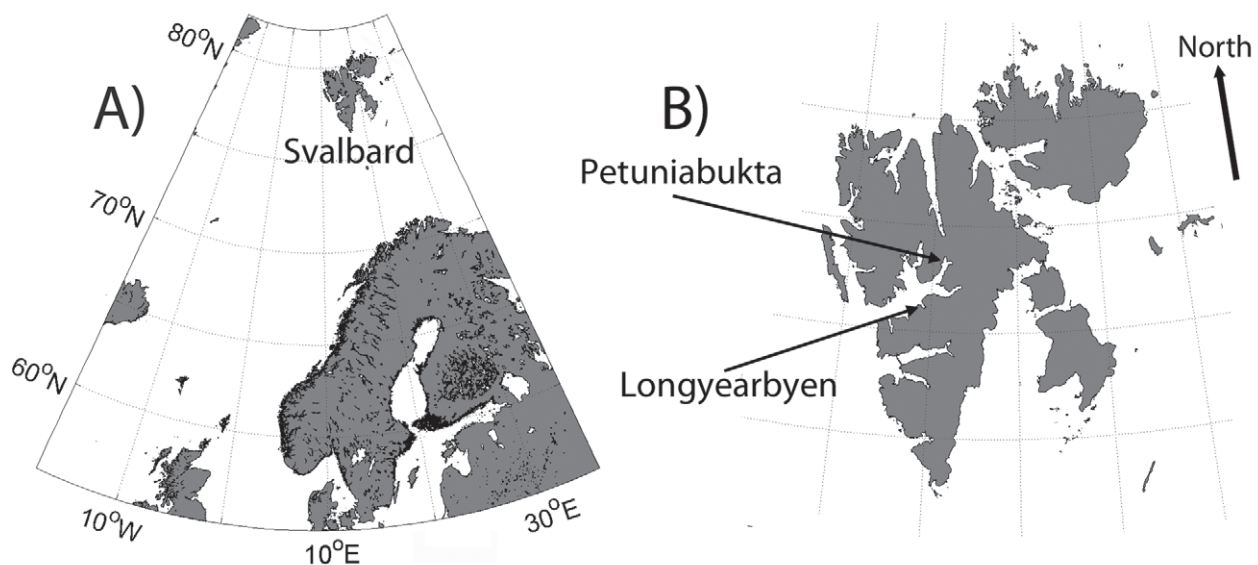 A)
80°N
Svalbard
70°N
60°N
10°W
10°E
30°E
B)
North
Petuniabukta
Longyearbyen